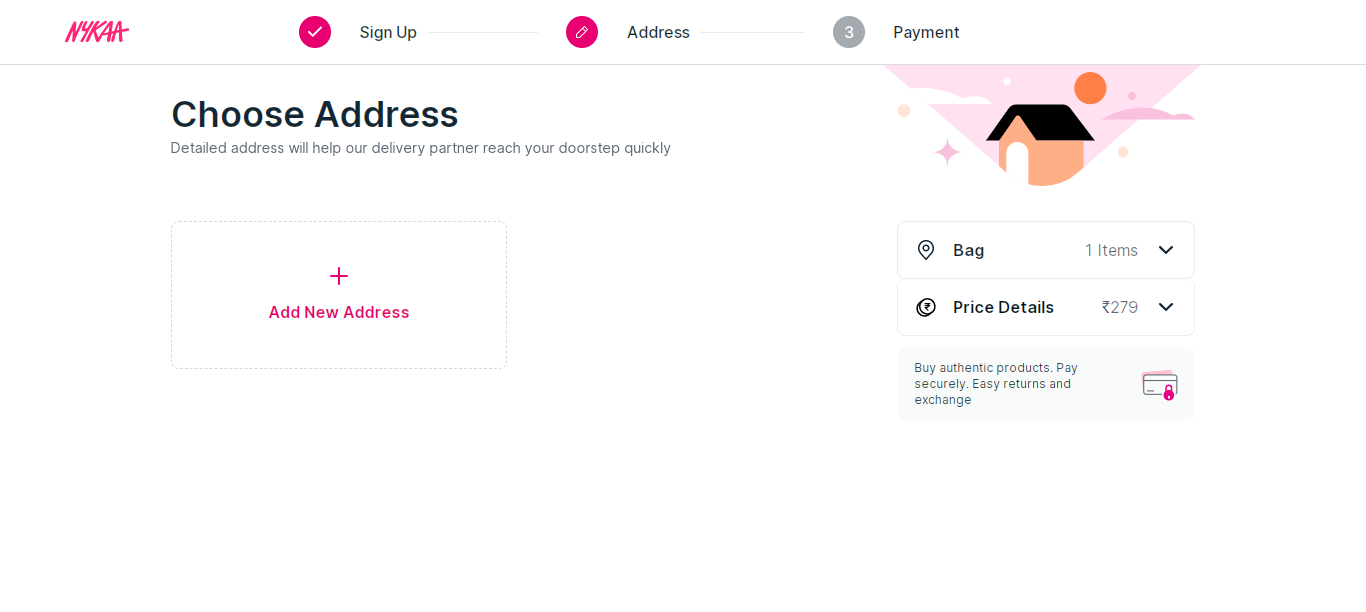 NYKAA
Sign Up
Address
3
Payment
Choose Address
Detailed address will help our delivery partner reach your doorstep quickly
Add New Address
Bag
1 Items
Price Details
₹279
Buy authentic products. Pay
securely. Easy returns and
exchange